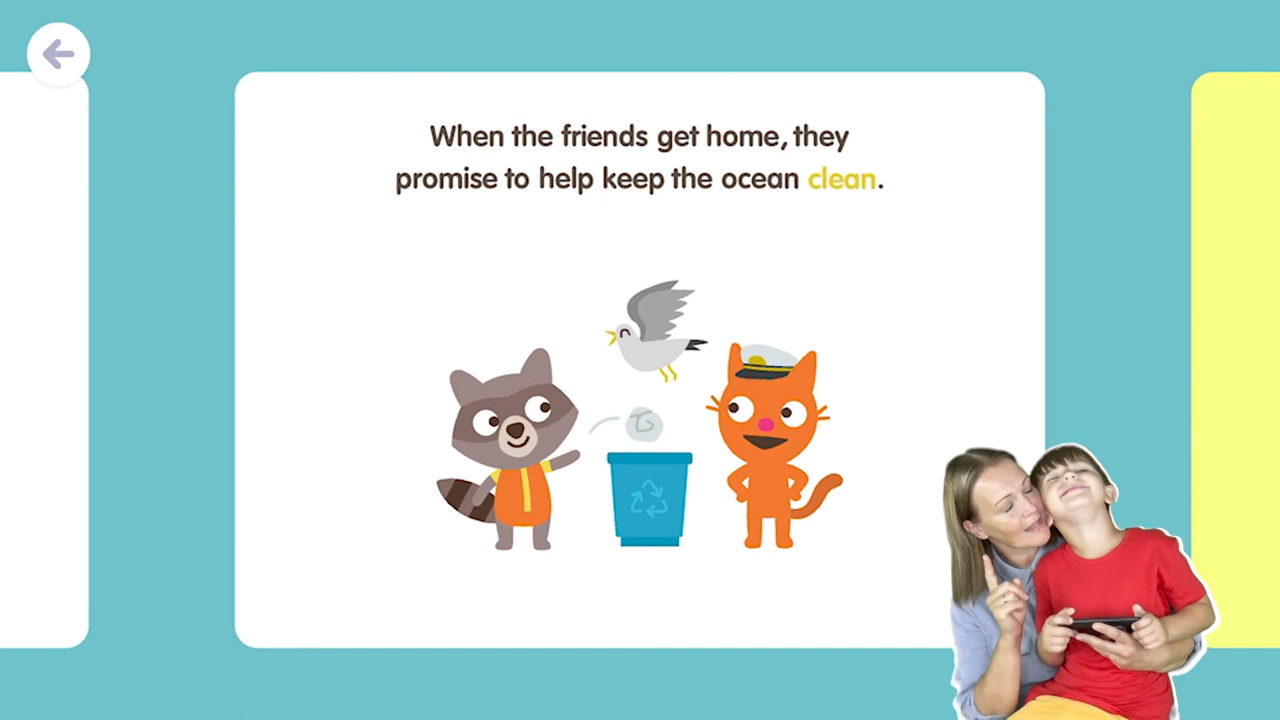 When the friends get home, they
promise to help keep the ocean clean.